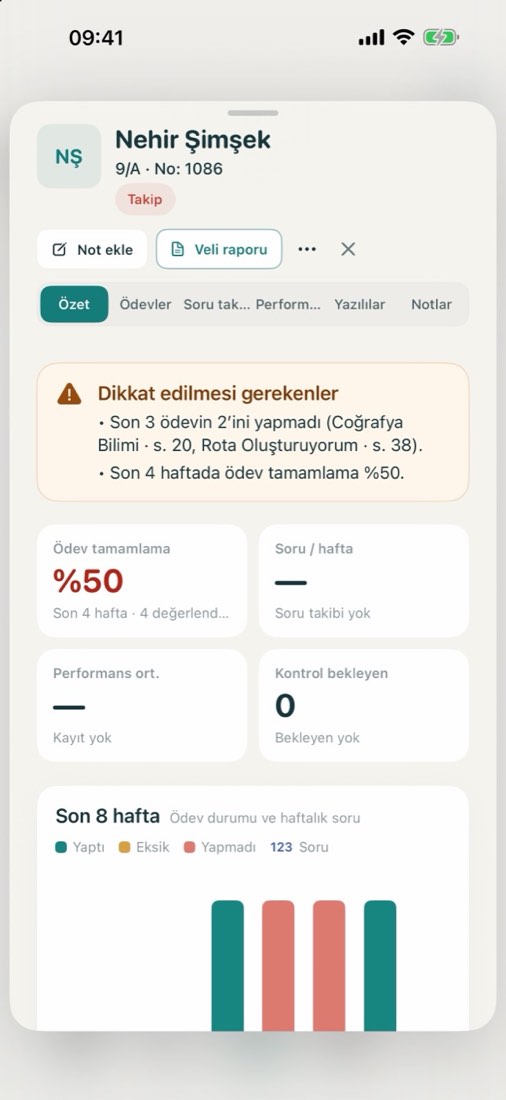 09:41
NŞ
Nehir Şimşek
9/A · No: 1086
Takip
Not ekle
Veli raporu
Özet
Ödevler
Soru tak...
Perform...
Yazılılar
Notlar
Dikkat edilmesi gerekenler
• Son 3 ödevin 2'ini yapmadı (Coğrafya
Bilimi · s. 20, Rota Oluşturuyorum · s. 38).
• Son 4 haftada ödev tamamlama %50.
Ödev tamamlama
%50
Son 4 hafta · 4 değerlend...
Soru / hafta
—
Soru takibi yok
Performans ort.
—
Kayıt yok
Kontrol bekleyen
0
Bekleyen yok
Son 8 hafta Ödev durumu ve haftalık soru
Yaptı Eksik Yapmadı 123 Soru